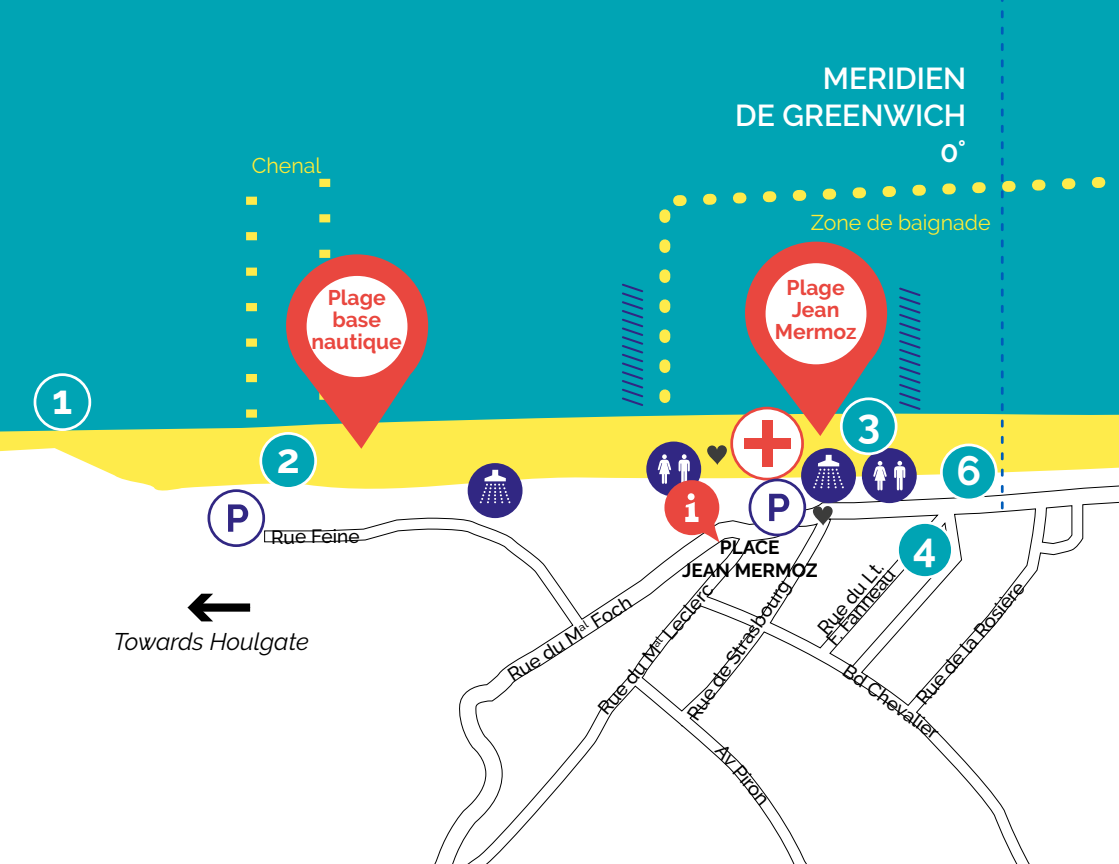 MERIDIEN
DE GREENWICH
0°
Chenal
Zone de baignade
Plage
base
nautique
Plage
Jean
Mermoz
1
2
3
6
P
i
P
4
Rue Feine
PLACE
JEAN MERMOZ
Towards Houlgate
Rue du Mal Foch
Rue du Mal Leclerc
Rue de Strasbourg
Rue du Lt.
F. Fanneau
Rue de la Rosière
Bd Chevalier
Av Piron